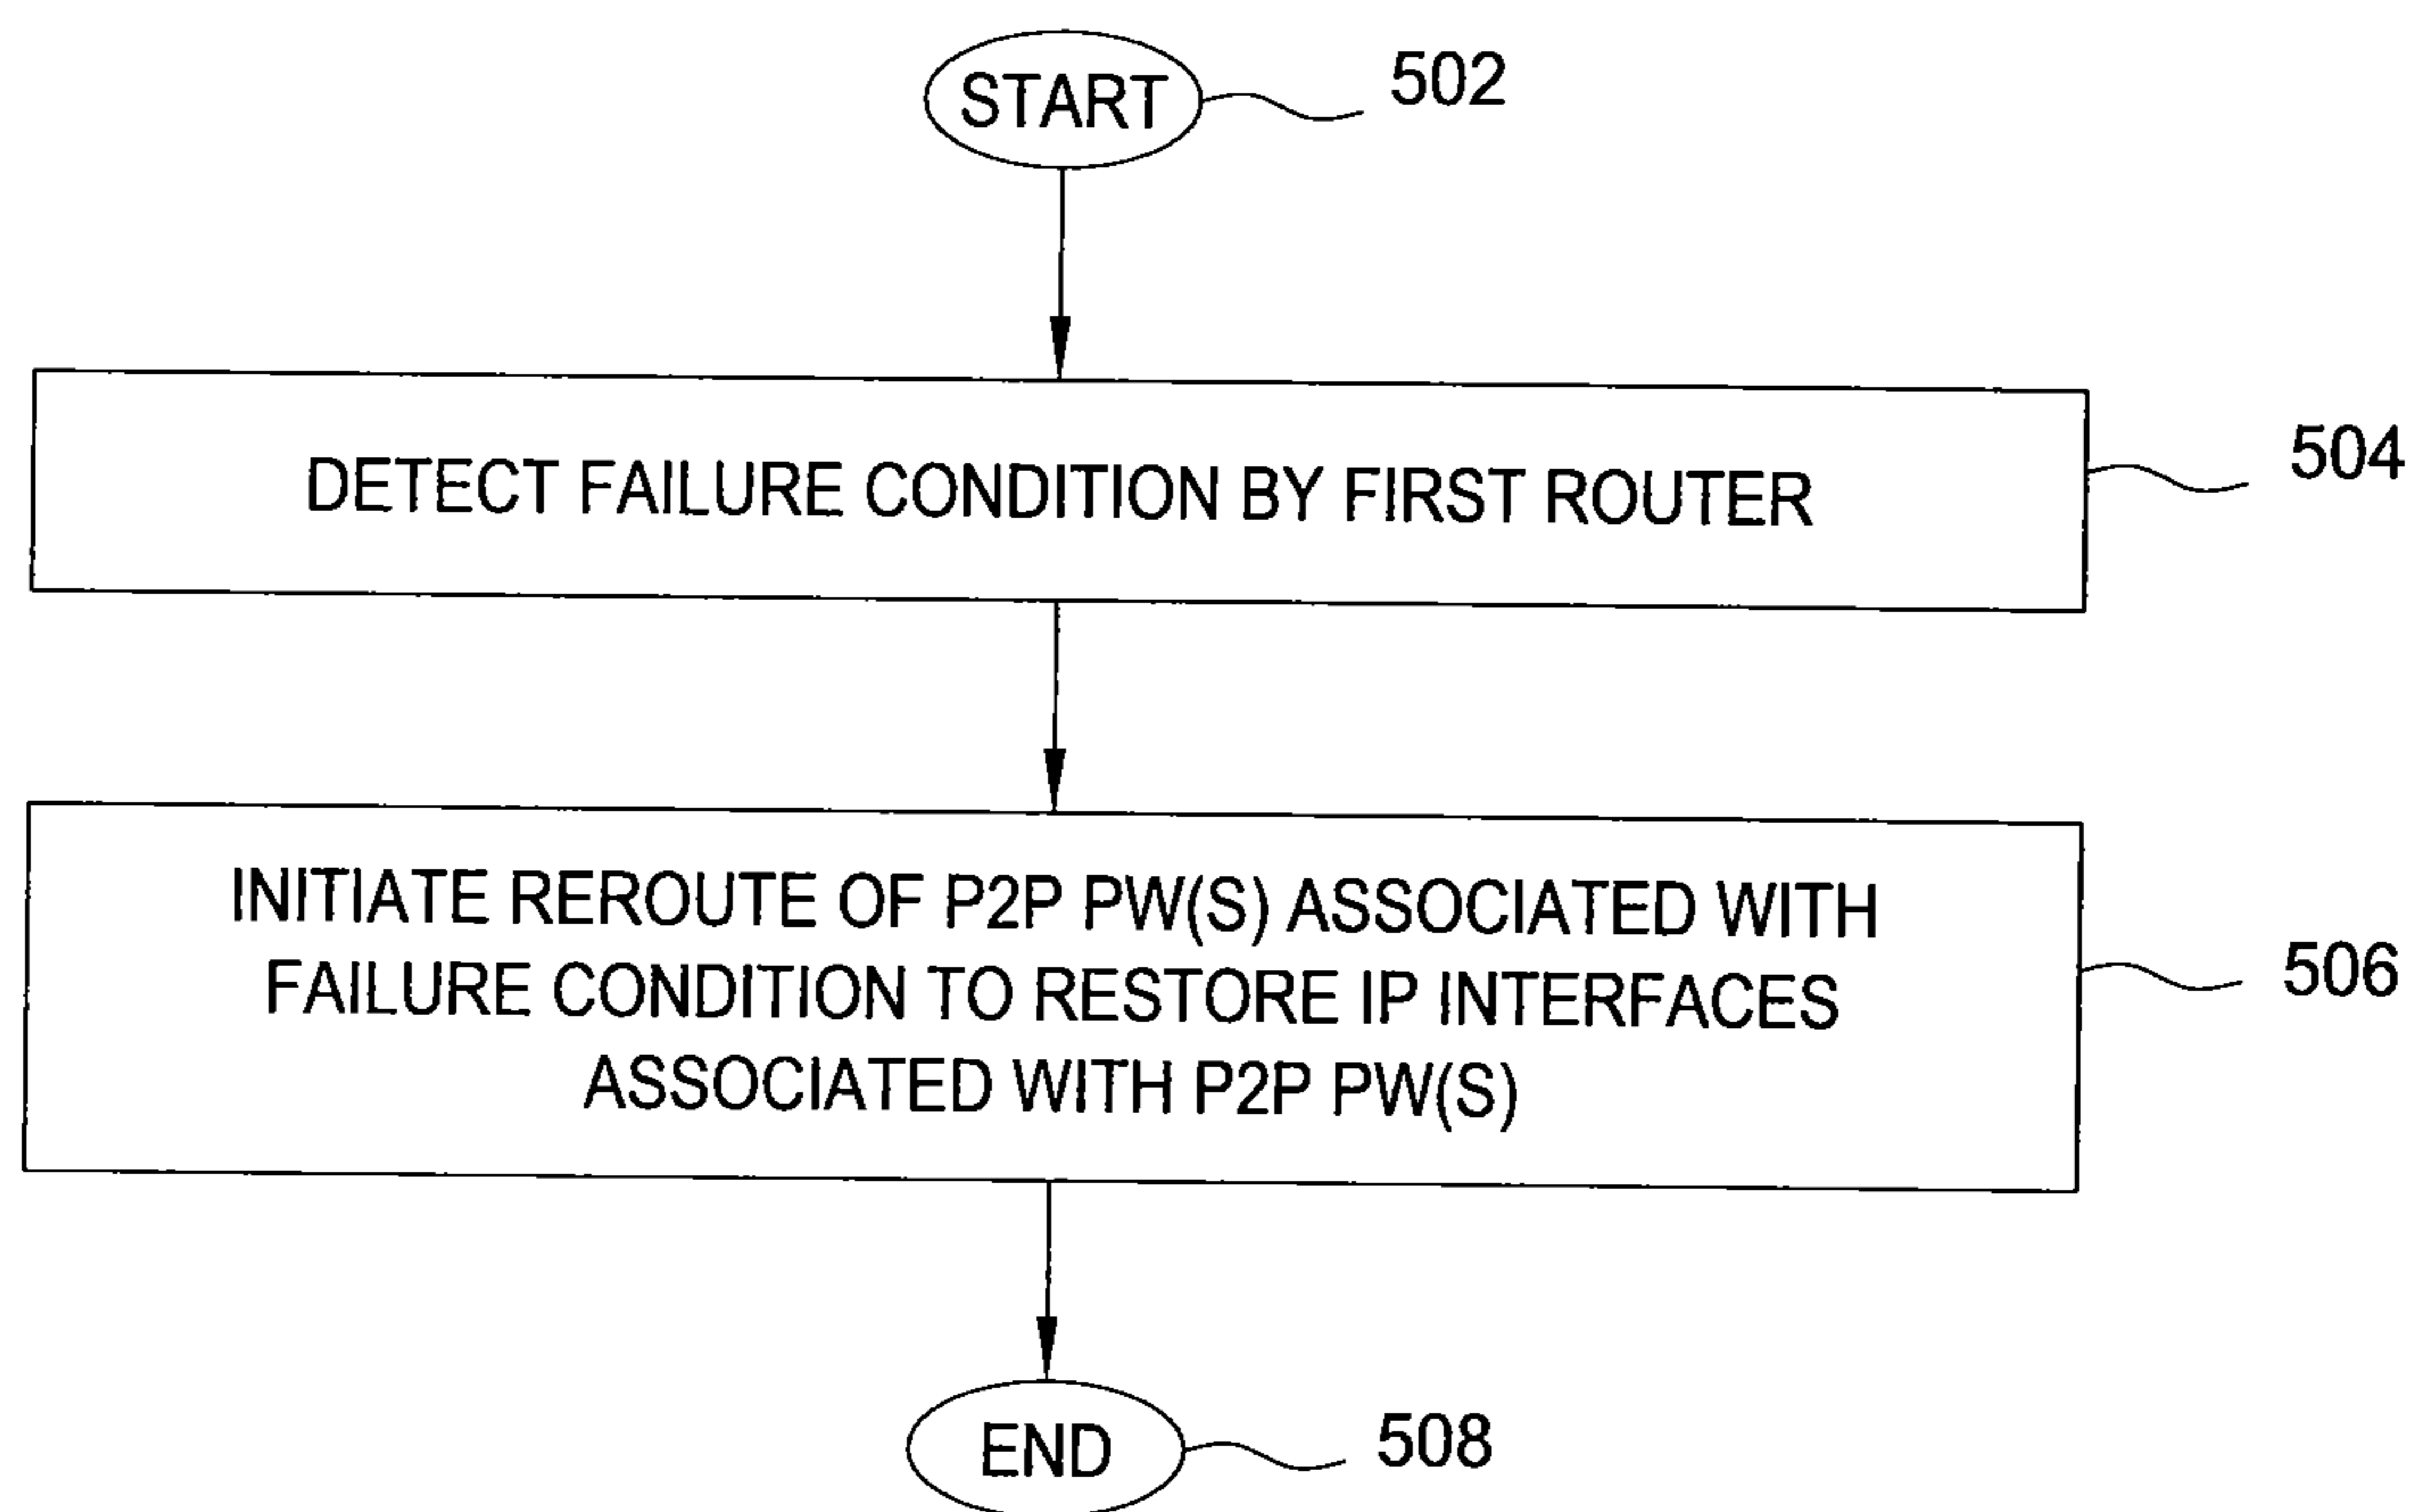 START
502
DETECT FAILURE CONDITION BY FIRST ROUTER
504
INITIATE REROUTE OF P2P PW(S) ASSOCIATED WITH
FAILURE CONDITION TO RESTORE IP INTERFACES
ASSOCIATED WITH P2P PW(S)
506
END
508